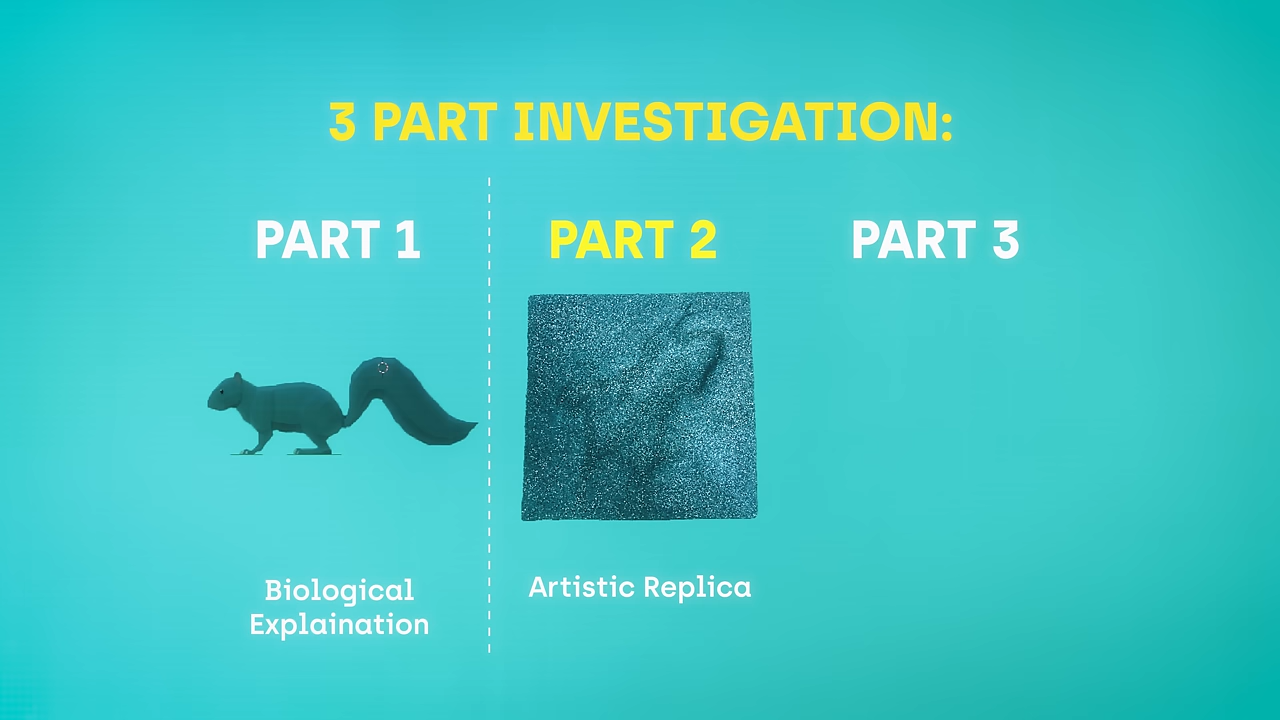 3 PART INVESTIGATION:
PART 1
PART 2
PART 3
Biological
Explaination
Artistic Replica